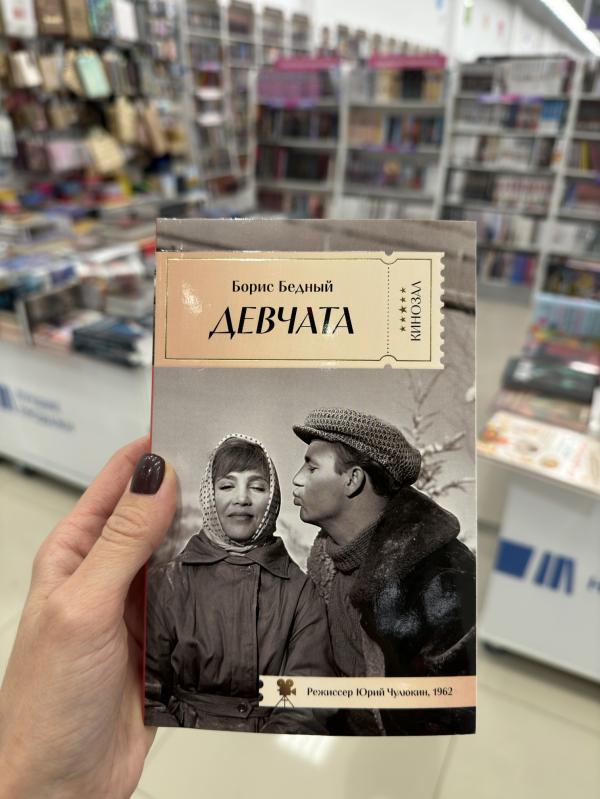 Борис Бедный
ДЕВЧАТА
КИНОЗАЛ
Режиссер Юрий Чулюкин, 1962